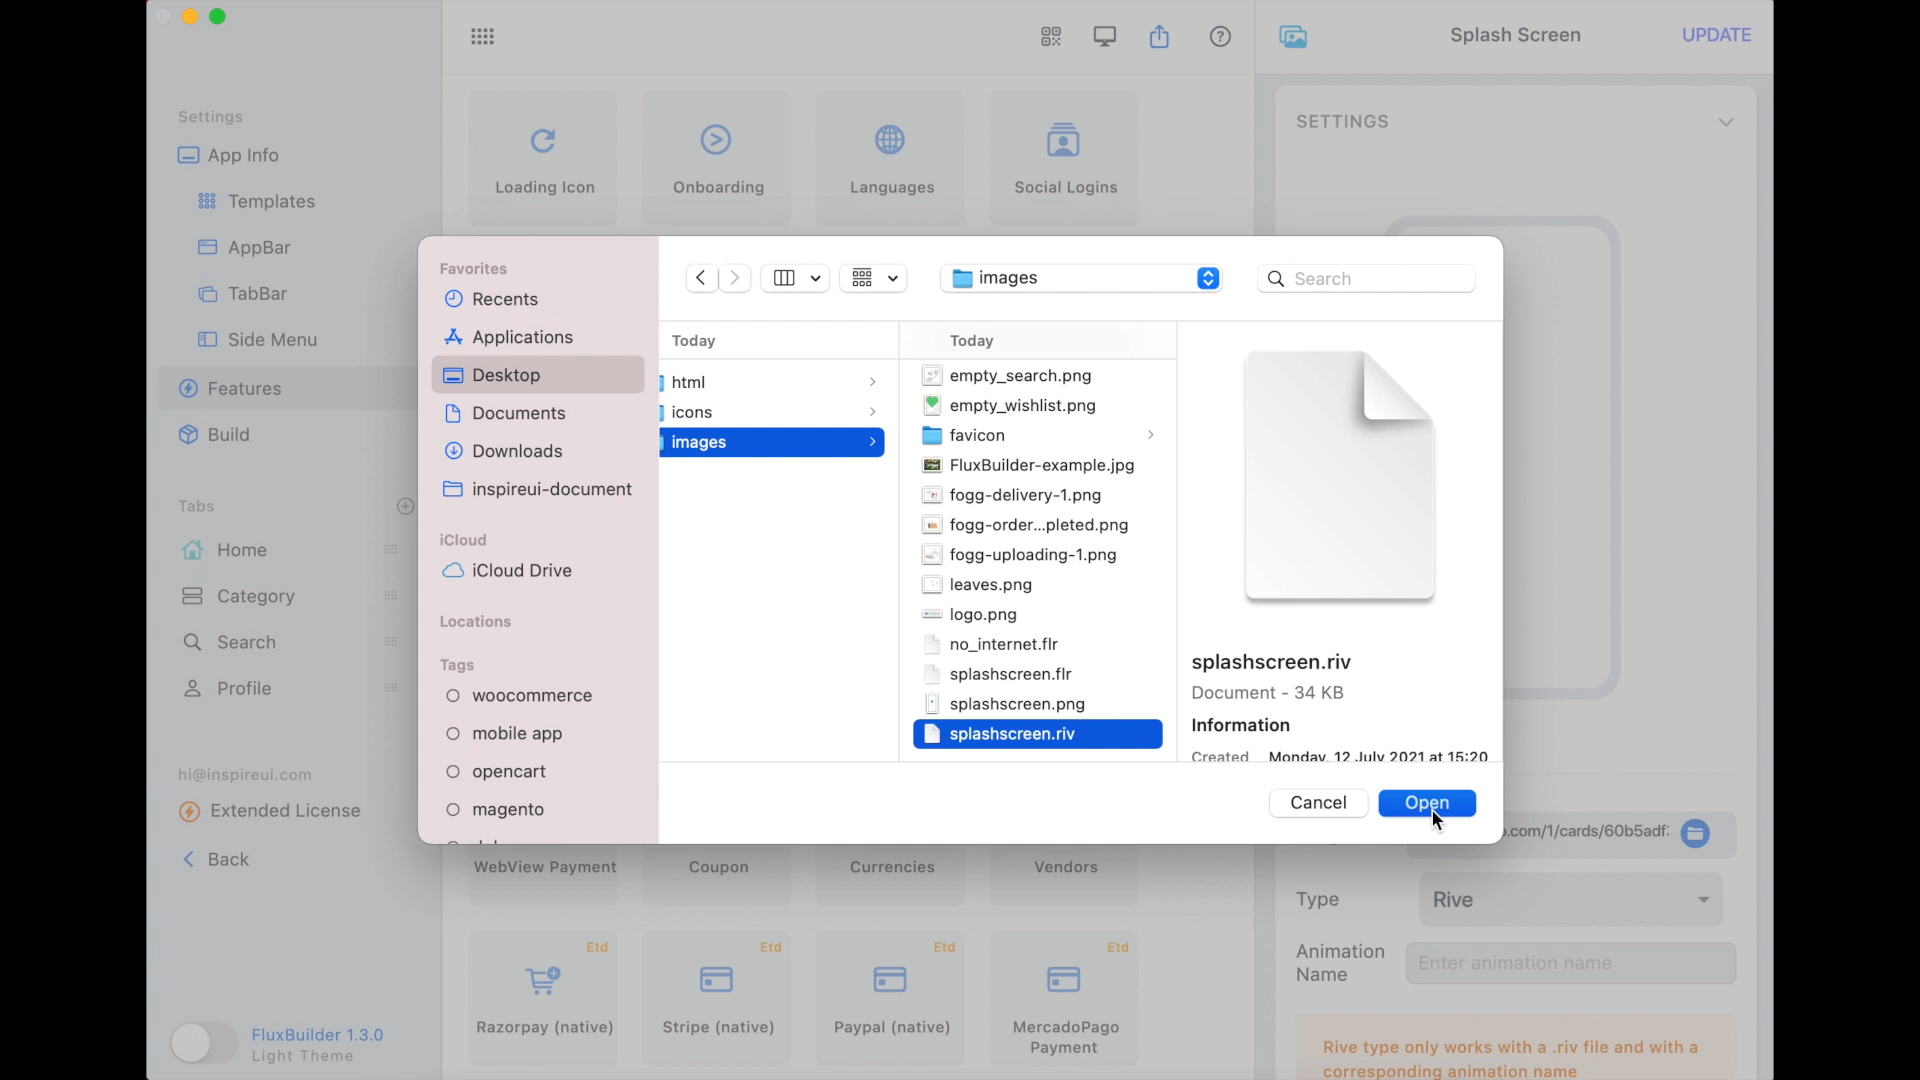 Settings
App Info
Templates
AppBar
TabBar
Side Menu
Features
Build
Tabs
Home
Category
Search
Profile
hi@inspireui.com
Extended License
Back
FluxBuilder 1.3.0
Light Theme
Loading Icon
Onboarding
Languages
Social Logins
Splash Screen
UPDATE
SETTINGS
Favorites
Recents
Applications
Desktop
Documents
Downloads
inspireui-document
iCloud
iCloud Drive
Locations
Tags
woocommerce
mobile app
opencart
magento
images
Search
Today
html
icons
images
Today
empty_search.png
empty_wishlist.png
favicon
FluxBuilder-example.jpg
fogg-delivery-1.png
fogg-order...pleted.png
fogg-uploading-1.png
leaves.png
logo.png
no_internet.flr
splashscreen.flr
splashscreen.png
splashscreen.riv
splashscreen.riv
Document - 34 KB
Information
Created Monday, 12 July 2021 at 15:20
Cancel
Open
WebView Payment
Coupon
Currencies
Vendors
Etd
Razorpay (native)
Etd
Stripe (native)
Etd
Paypal (native)
Etd
MercadoPago
Payment
.com/1/cards/60b5adf:
Type
Rive
Animation
Name
Enter animation name
Rive type only works with a .riv file and with a
corresponding animation name